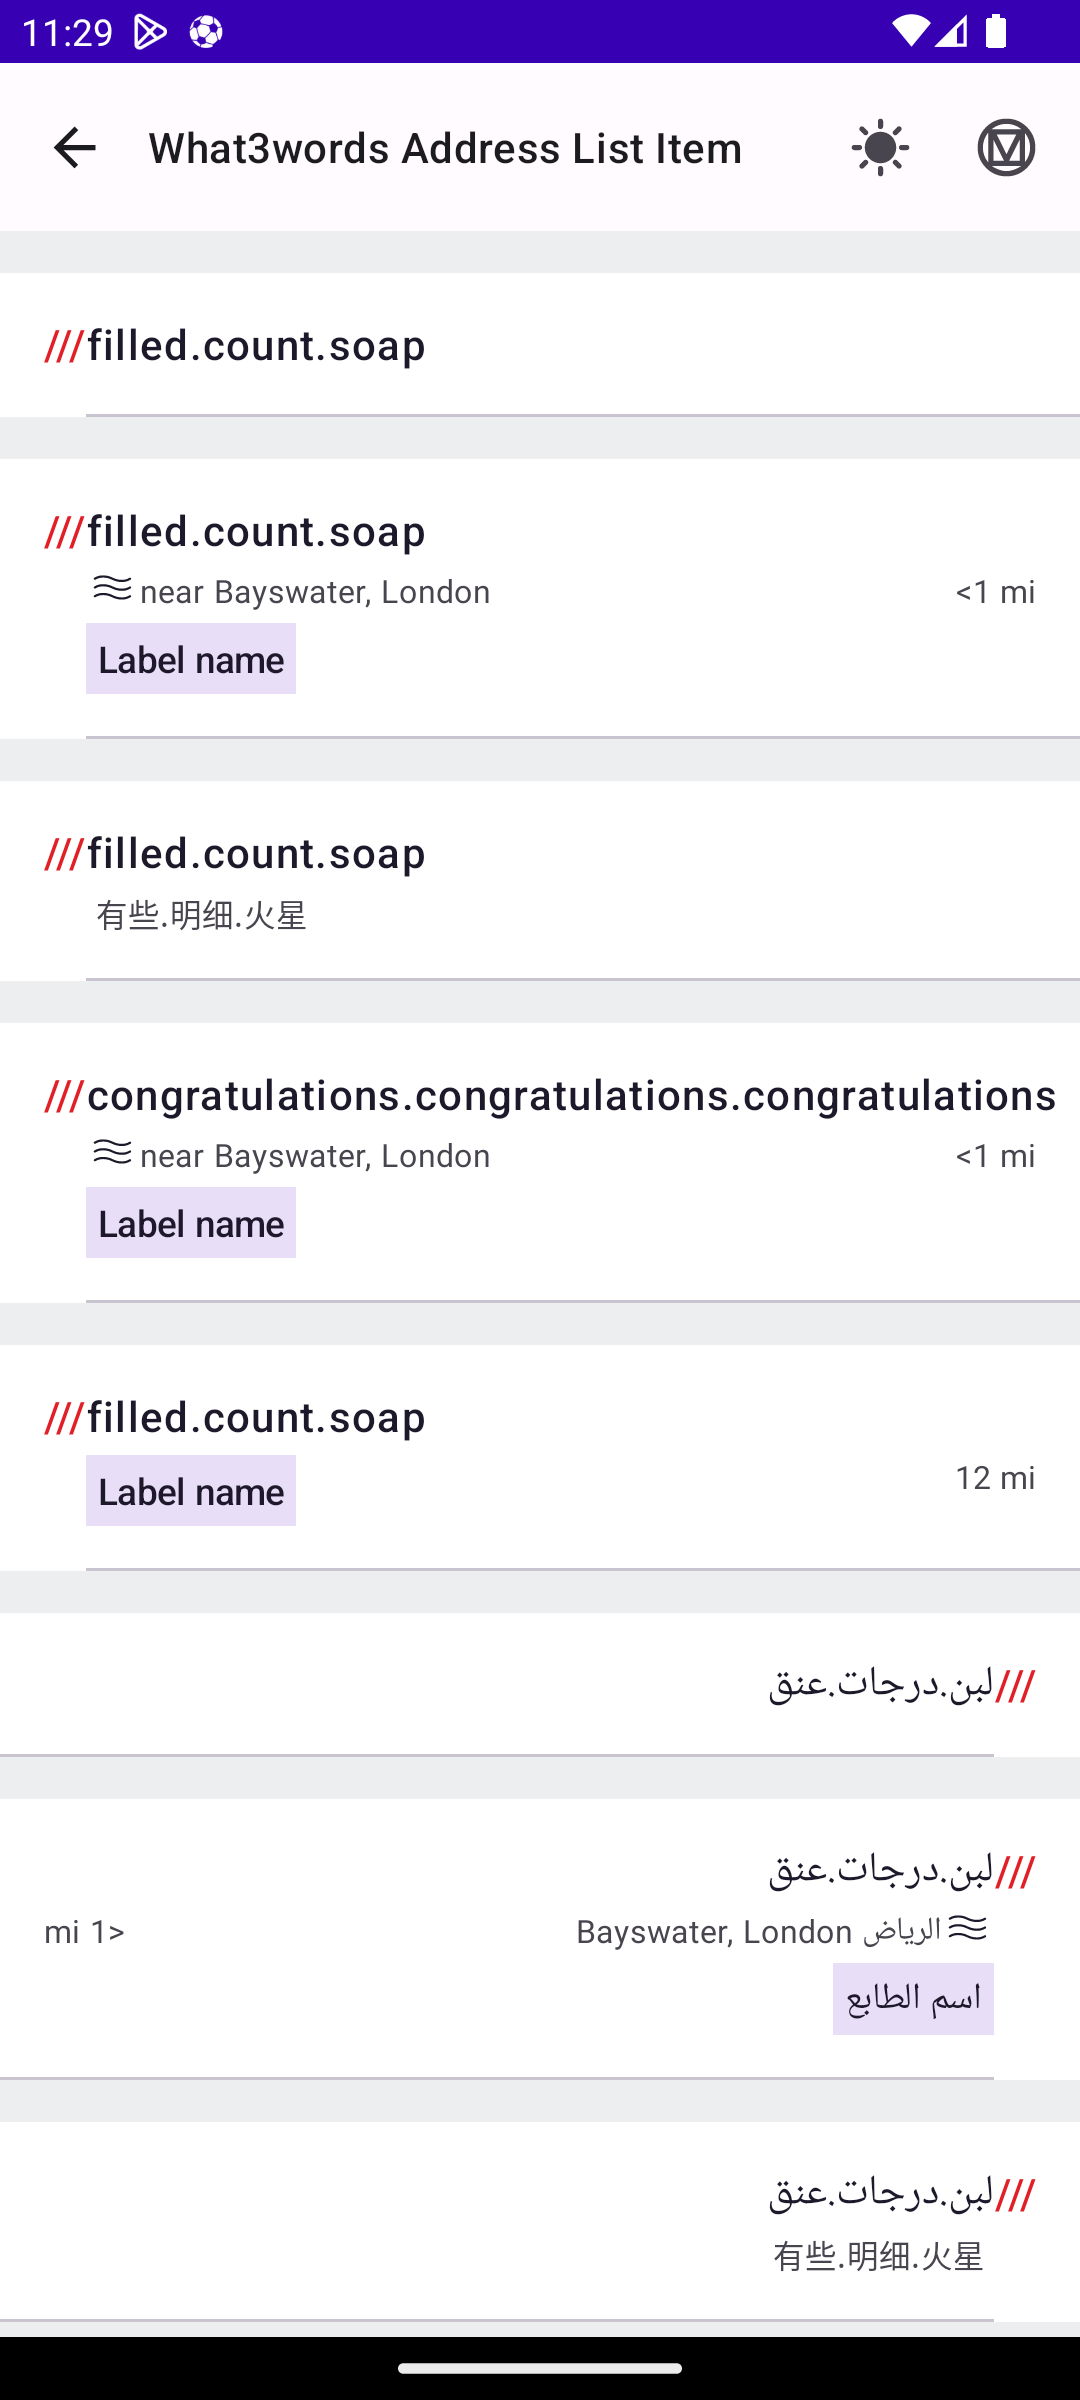 11:29
What3words Address List Item
///filled.count.soap
///filled.count.soap
near Bayswater, London <1 mi
Label name
///filled.count.soap
有些.明细.火星
///congratulations.congratulations.congratulations
near Bayswater, London <1 mi
Label name
///filled.count.soap
12 mi
Label name
///لبن.درجات.عنق
///لبن.درجات.عنق
الرياض Bayswater, London
mi 1>
اسم الطابع
///لبن.درجات.عنق
有些.明细.火星